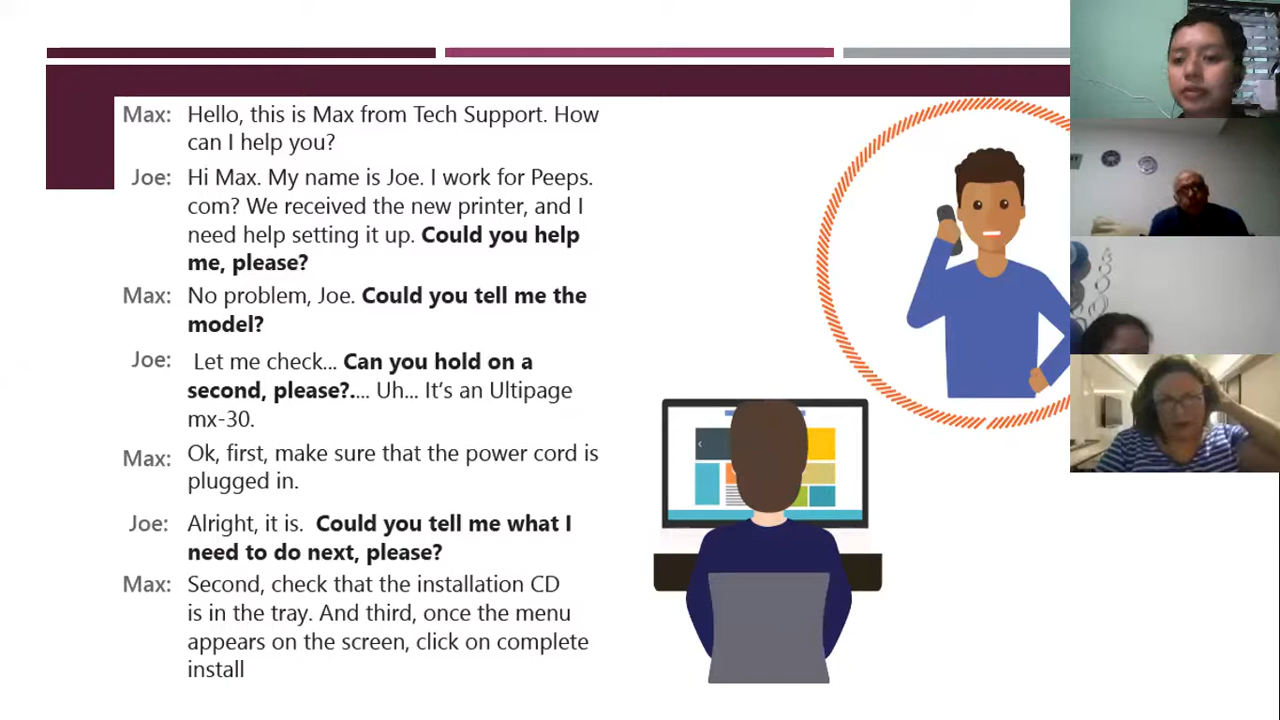 Max: Hello, this is Max from Tech Support. How
can I help you?
Joe: Hi Max. My name is Joe. I work for Peeps.
com? We received the new printer, and I
need help setting it up. Could you help
me, please?
Max: No problem, Joe. Could you tell me the
model?
Joe: Let me check... Can you hold on a
second, please?.... Uh... It's an Ultipage
mx-30.
Max: Ok, first, make sure that the power cord is
plugged in.
Joe: Alright, it is. Could you tell me what I
need to do next, please?
Max: Second, check that the installation CD
is in the tray. And third, once the menu
appears on the screen, click on complete
install